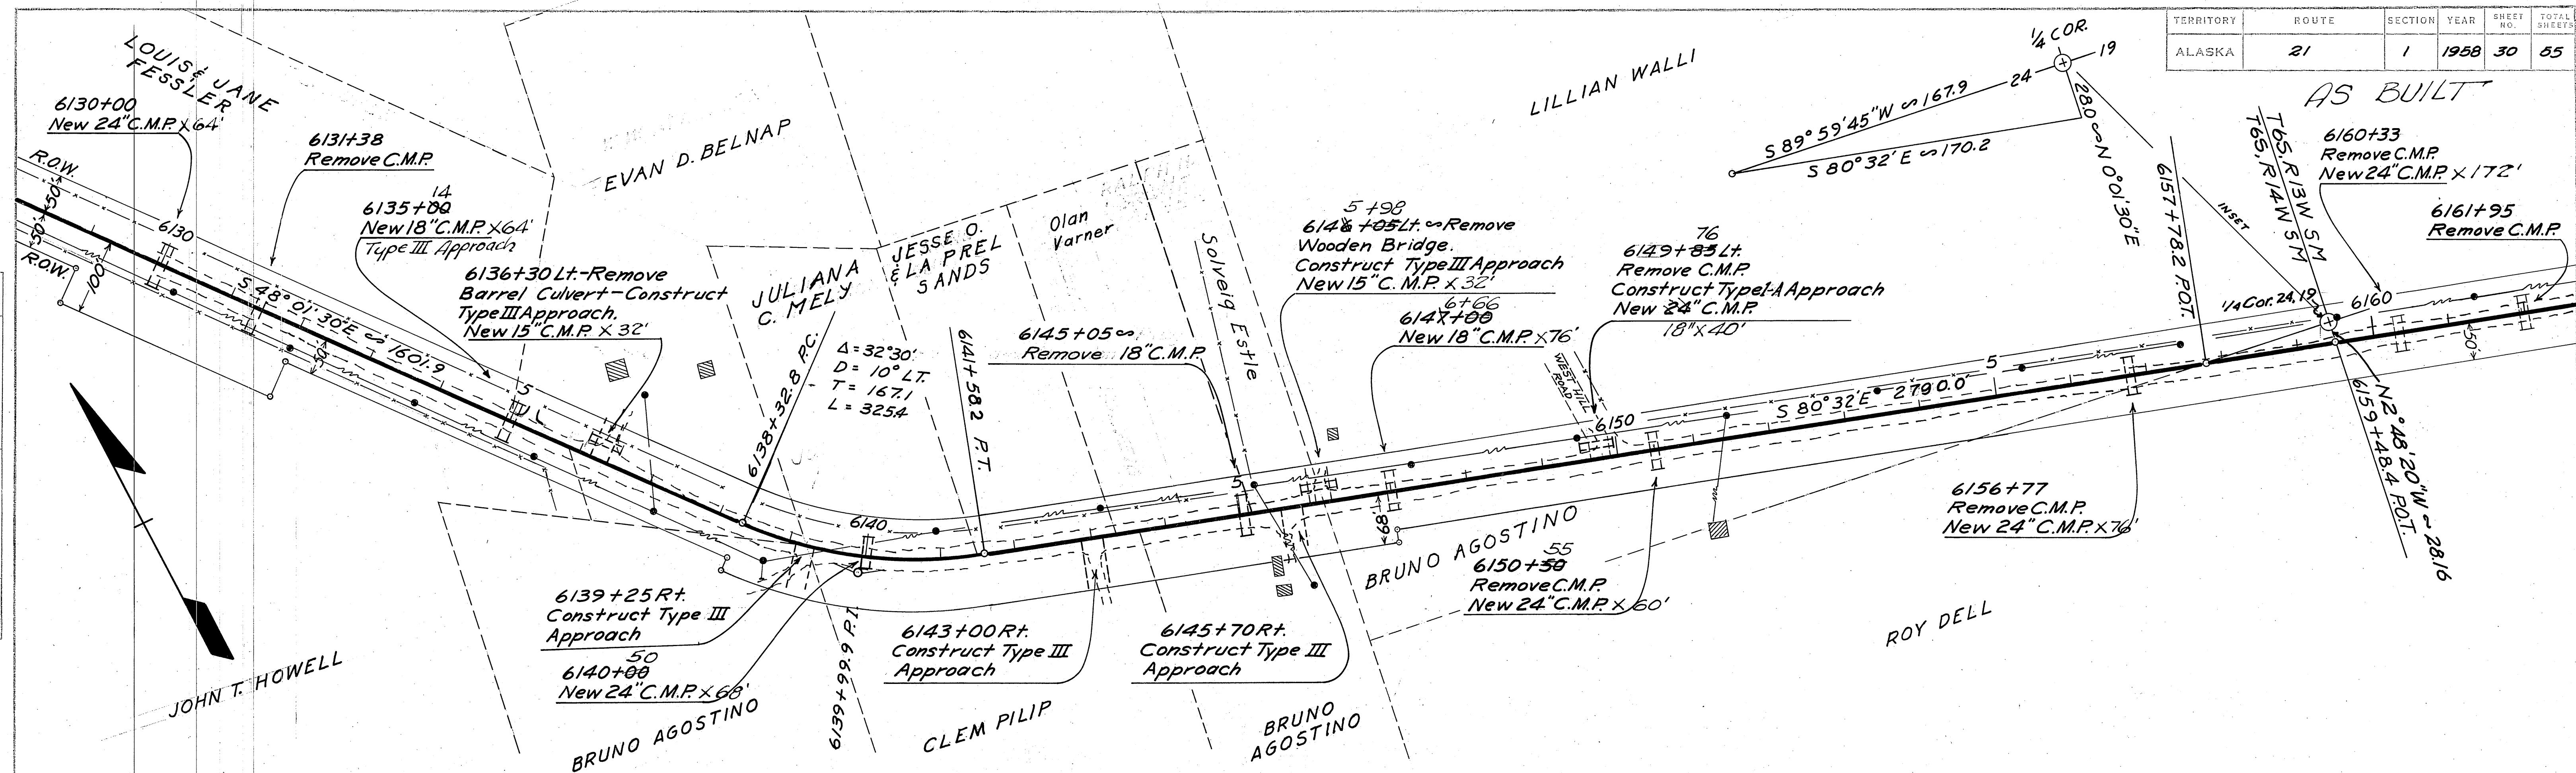 TERRITORY ROUTE SECTION YEAR SHEET NO. TOTAL SHEETS
ALASKA 21 1 1958 30 55
AS BUILT
LOUIS & JANE
FESSLER
6130+00
New 24"C.M.P. X 64'
R.O.W.
R.O.W.
50'
50'
100'
6130
6131+38
Remove C.M.P.
S 48° 01' 30"E ∽ 1601.9
50'
14
6135+00
New 18"C.M.P. X 64'
Type III Approach
6136+30 Lt.-Remove
Barrel Culvert-Construct
Type III Approach.
New 15"C.M.P. X 32'
5
EVAN D. BELNAP
JULIANA
C. MELY
JESSE O.
& LA PREL
SANDS
Olan
Varner
Solveig Estle
LILLIAN WALLI
6138+32.8 P.C.
Δ = 32°30'
D = 10° LT.
T = 167.1
L = 325.4
6141+58.2 P.T.
6145+05 ∽
Remove 18"C.M.P.
5 +98
6146 +05 Lt. ∽ Remove
Wooden Bridge.
Construct Type III Approach
New 15"C.M.P. X 32'
6+66
6147+00
New 18"C.M.P. X 76'
76
6149+85 Lt.
Remove C.M.P.
Construct Type 1-A Approach
New 24"C.M.P.
18"X 40'
WEST HILL
ROAD
1/4 COR.
24
19
S 89° 59' 45"W ∽ 167.9
S 80° 32' E ∽ 170.2
28.0 ∽ N 0° 01' 30"E
INSET
6157+78.2 P.O.T.
T6S, R13W SM
T6S, R14W SM
6160+33
Remove C.M.P.
New 24"C.M.P. X 172'
6161+95
Remove C.M.P.
1/4 Cor. 24,19
6160
50'
5
S 80° 32' E 2790.0'
6150
5
6140
89'
N 2° 48' 20"W ∽ 28.16
6159+48.4 P.O.T.
6156+77
Remove C.M.P.
New 24"C.M.P. X 76'
55
6150+50
Remove C.M.P.
New 24"C.M.P. X 60'
6139+25 Rt.
Construct Type III
Approach
50
6140+00
New 24"C.M.P. X 68'
6139+99.9 P.I.
6143+00 Rt.
Construct Type III
Approach
6145+70 Rt.
Construct Type III
Approach
JOHN T. HOWELL
BRUNO AGOSTINO
CLEM PILIP
BRUNO
AGOSTINO
BRUNO AGOSTINO
ROY DELL